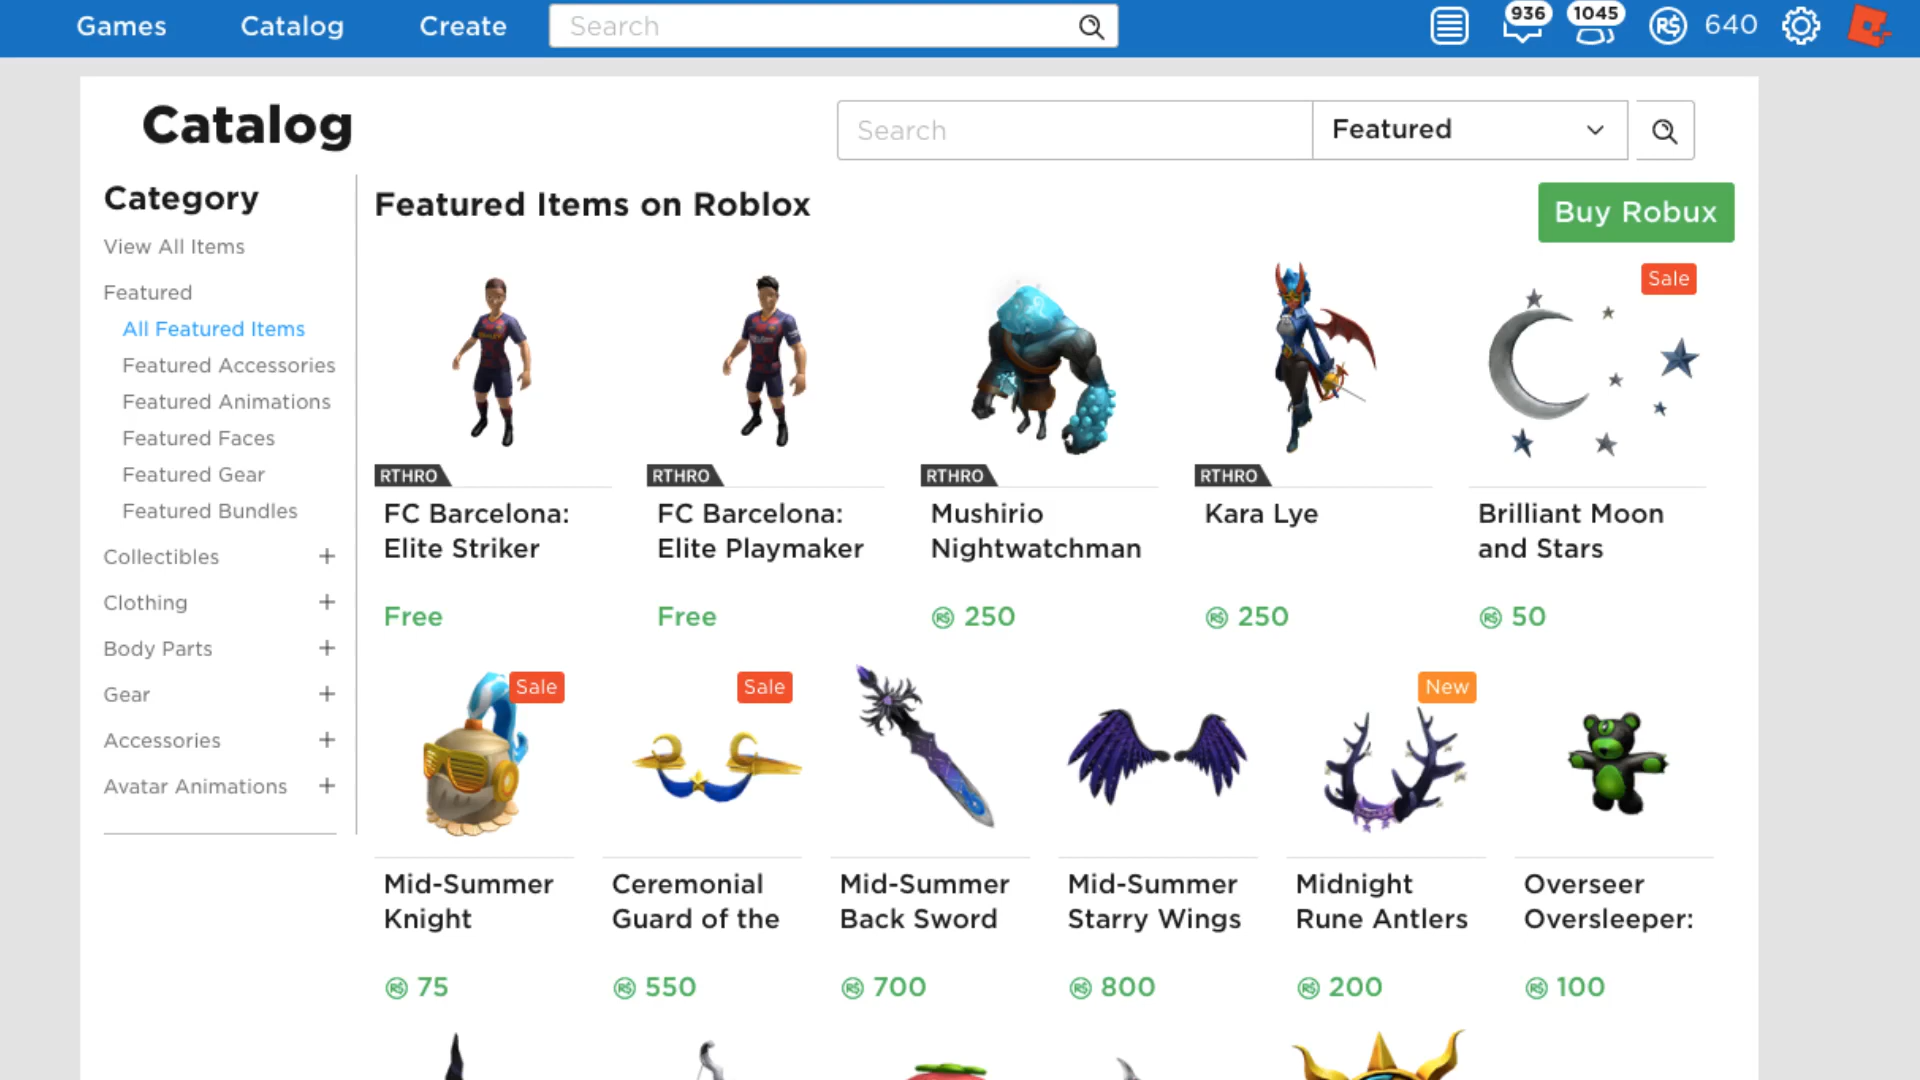 Games Catalog Create Search 936 1045 R$ 640
Catalog
Search Featured
Category
View All Items
Featured
All Featured Items
Featured Accessories
Featured Animations
Featured Faces
Featured Gear
Featured Bundles
Collectibles +
Clothing +
Body Parts +
Gear +
Accessories +
Avatar Animations +
Featured Items on Roblox
Buy Robux
Sale
RTHRO RTHRO RTHRO RTHRO
FC Barcelona:
Elite Striker
Free
FC Barcelona:
Elite Playmaker
Free
Mushirio
Nightwatchman
R$ 250
Kara Lye
R$ 250
Brilliant Moon
and Stars
R$ 50
Sale
Mid-Summer
Knight
R$ 75
Sale
Ceremonial
Guard of the
R$ 550
Mid-Summer
Back Sword
R$ 700
Mid-Summer
Starry Wings
R$ 800
New
Midnight
Rune Antlers
R$ 200
Overseer
Oversleeper:
R$ 100